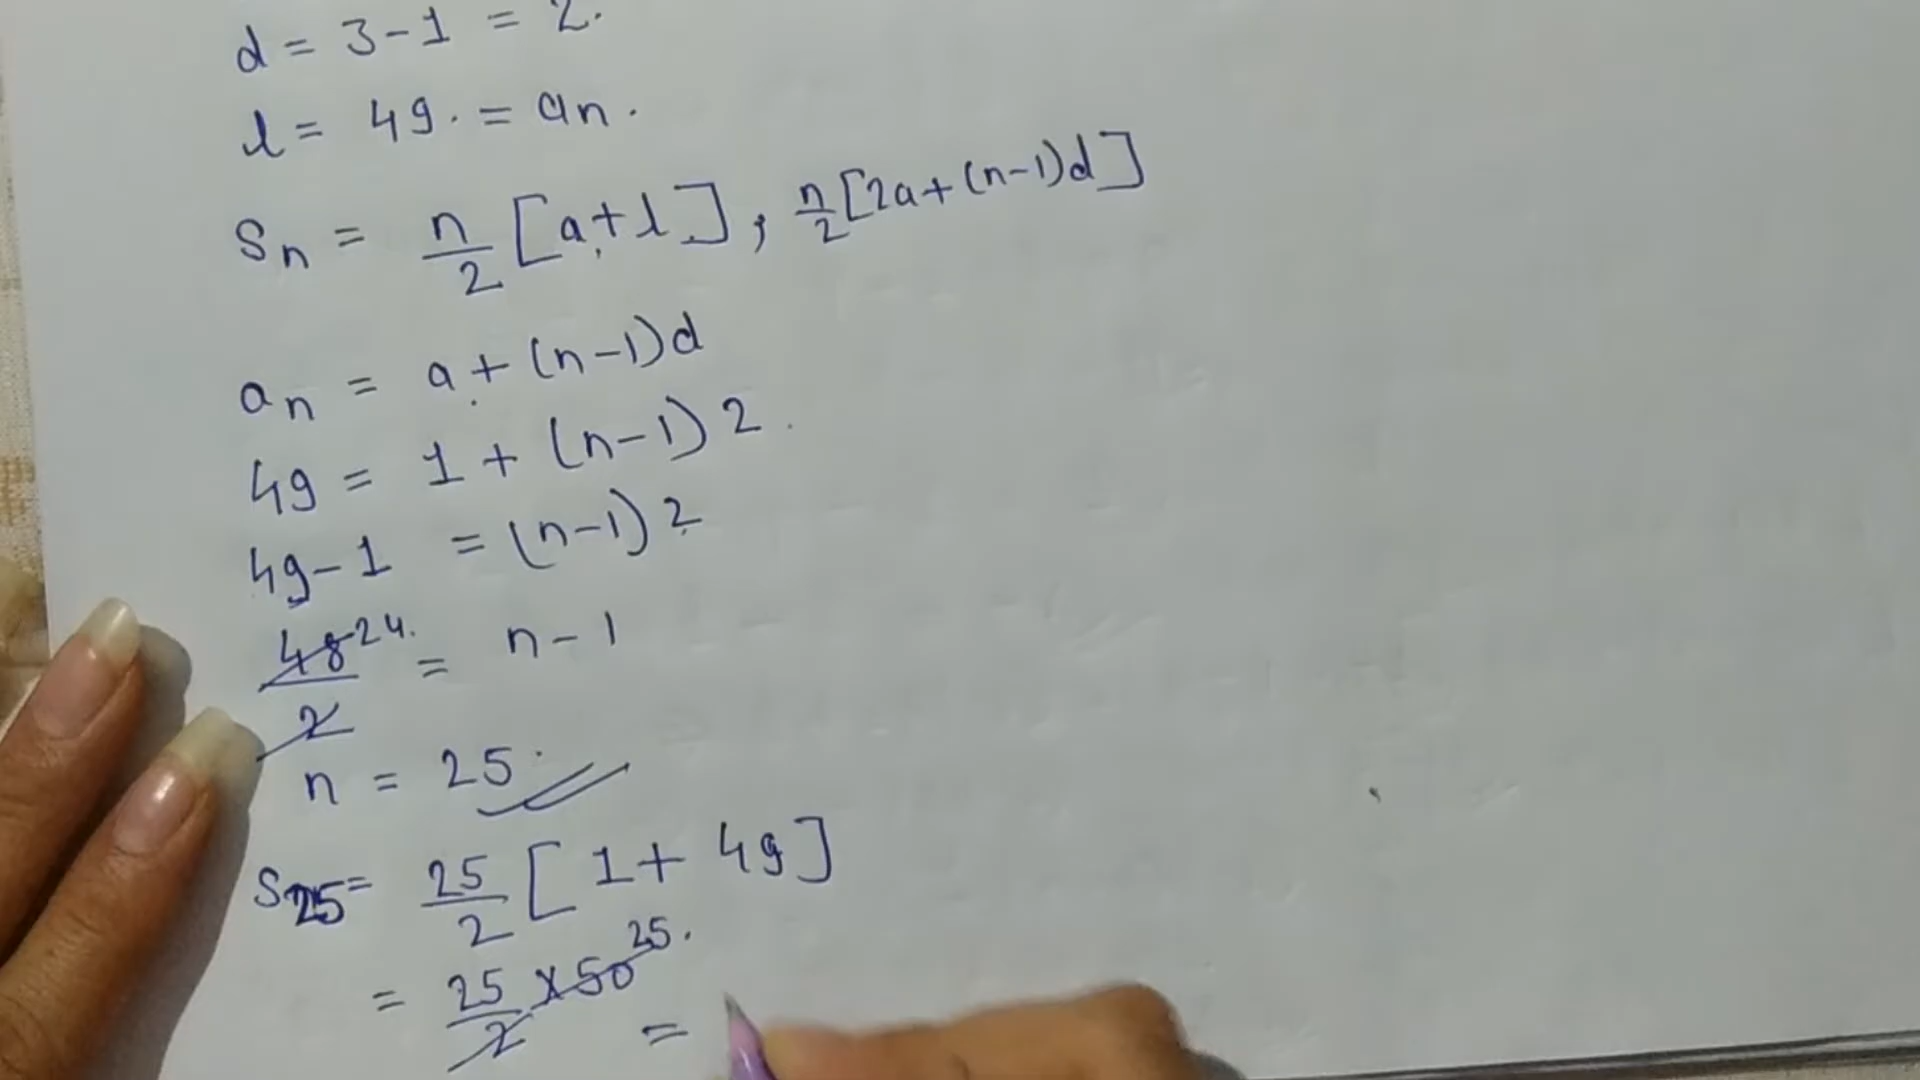 d = 3-1 = 2.
l = 49. = an.
Sn = n/2 [a+l], n/2 [2a+(n-1)d]
an = a+(n-1)d
49 = 1 + (n-1) 2.
49-1 = (n-1) 2
48/2 24. = n-1
n = 25.
S25 = 25/2 [1+ 49]
= 25/2 × 50 25.
=